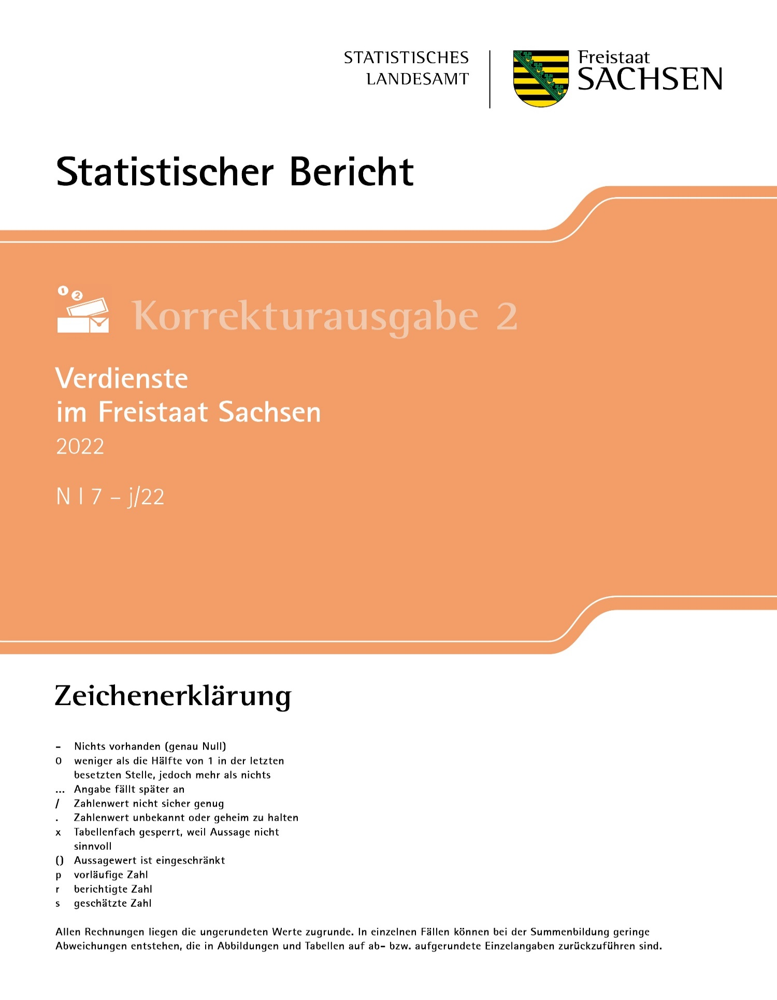 STATISTISCHES
LANDESAMT
Freistaat
SACHSEN
Statistischer Bericht
1 2
Korrekturausgabe 2
Verdienste
im Freistaat Sachsen
2022
N I 7 – j/22
Zeichenerklärung
– Nichts vorhanden (genau Null)
0 weniger als die Hälfte von 1 in der letzten
besetzten Stelle, jedoch mehr als nichts
... Angabe fällt später an
/ Zahlenwert nicht sicher genug
. Zahlenwert unbekannt oder geheim zu halten
x Tabellenfach gesperrt, weil Aussage nicht
sinnvoll
() Aussagewert ist eingeschränkt
p vorläufige Zahl
r berichtigte Zahl
s geschätzte Zahl
Allen Rechnungen liegen die ungerundeten Werte zugrunde. In einzelnen Fällen können bei der Summenbildung geringe
Abweichungen entstehen, die in Abbildungen und Tabellen auf ab- bzw. aufgerundete Einzelangaben zurückzuführen sind.